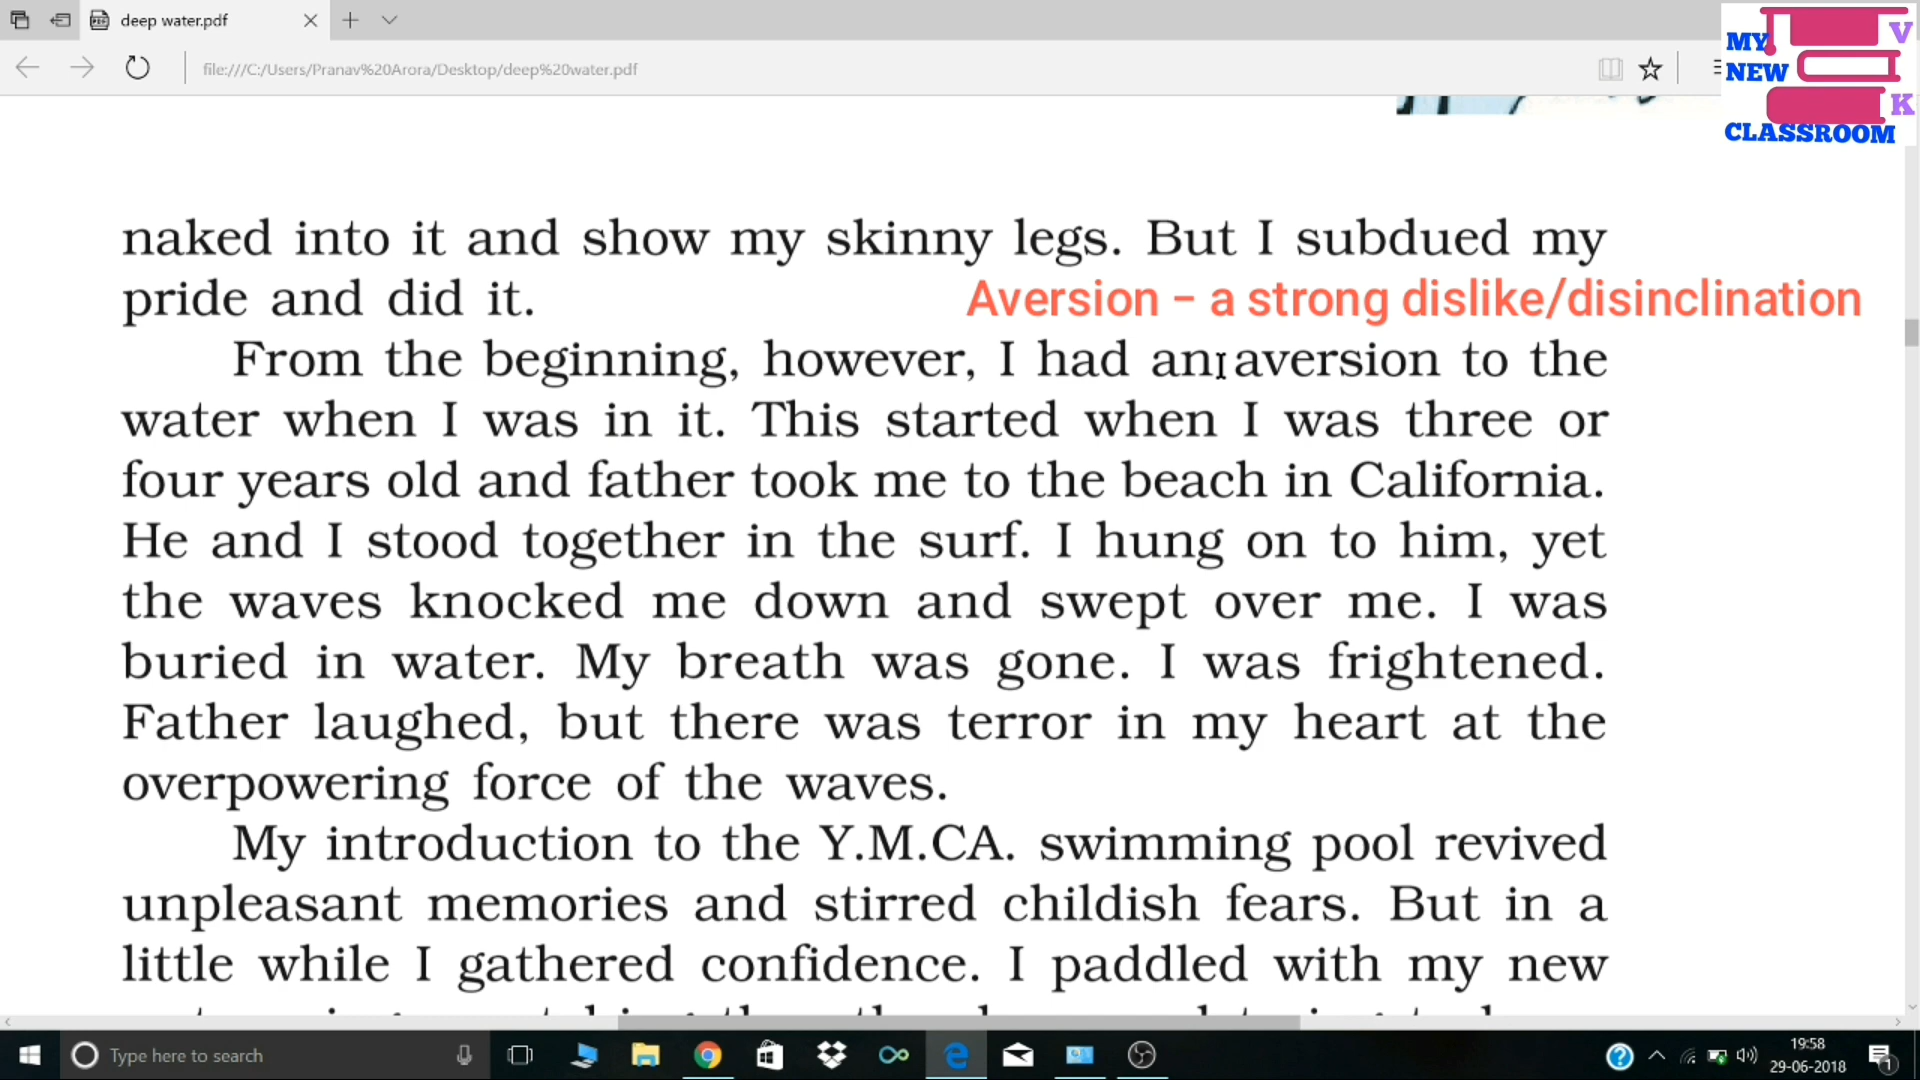 deep water.pdf
file:///C:/Users/Pranav%20Arora/Desktop/deep%20water.pdf
MY V
NEW
K
CLASSROOM
naked into it and show my skinny legs. But I subdued my
pride and did it.
Aversion - a strong dislike/disinclination
From the beginning, however, I had an aversion to the
water when I was in it. This started when I was three or
four years old and father took me to the beach in California.
He and I stood together in the surf. I hung on to him, yet
the waves knocked me down and swept over me. I was
buried in water. My breath was gone. I was frightened.
Father laughed, but there was terror in my heart at the
overpowering force of the waves.
My introduction to the Y.M.CA. swimming pool revived
unpleasant memories and stirred childish fears. But in a
little while I gathered confidence. I paddled with my new
Type here to search
19:58
29-06-2018